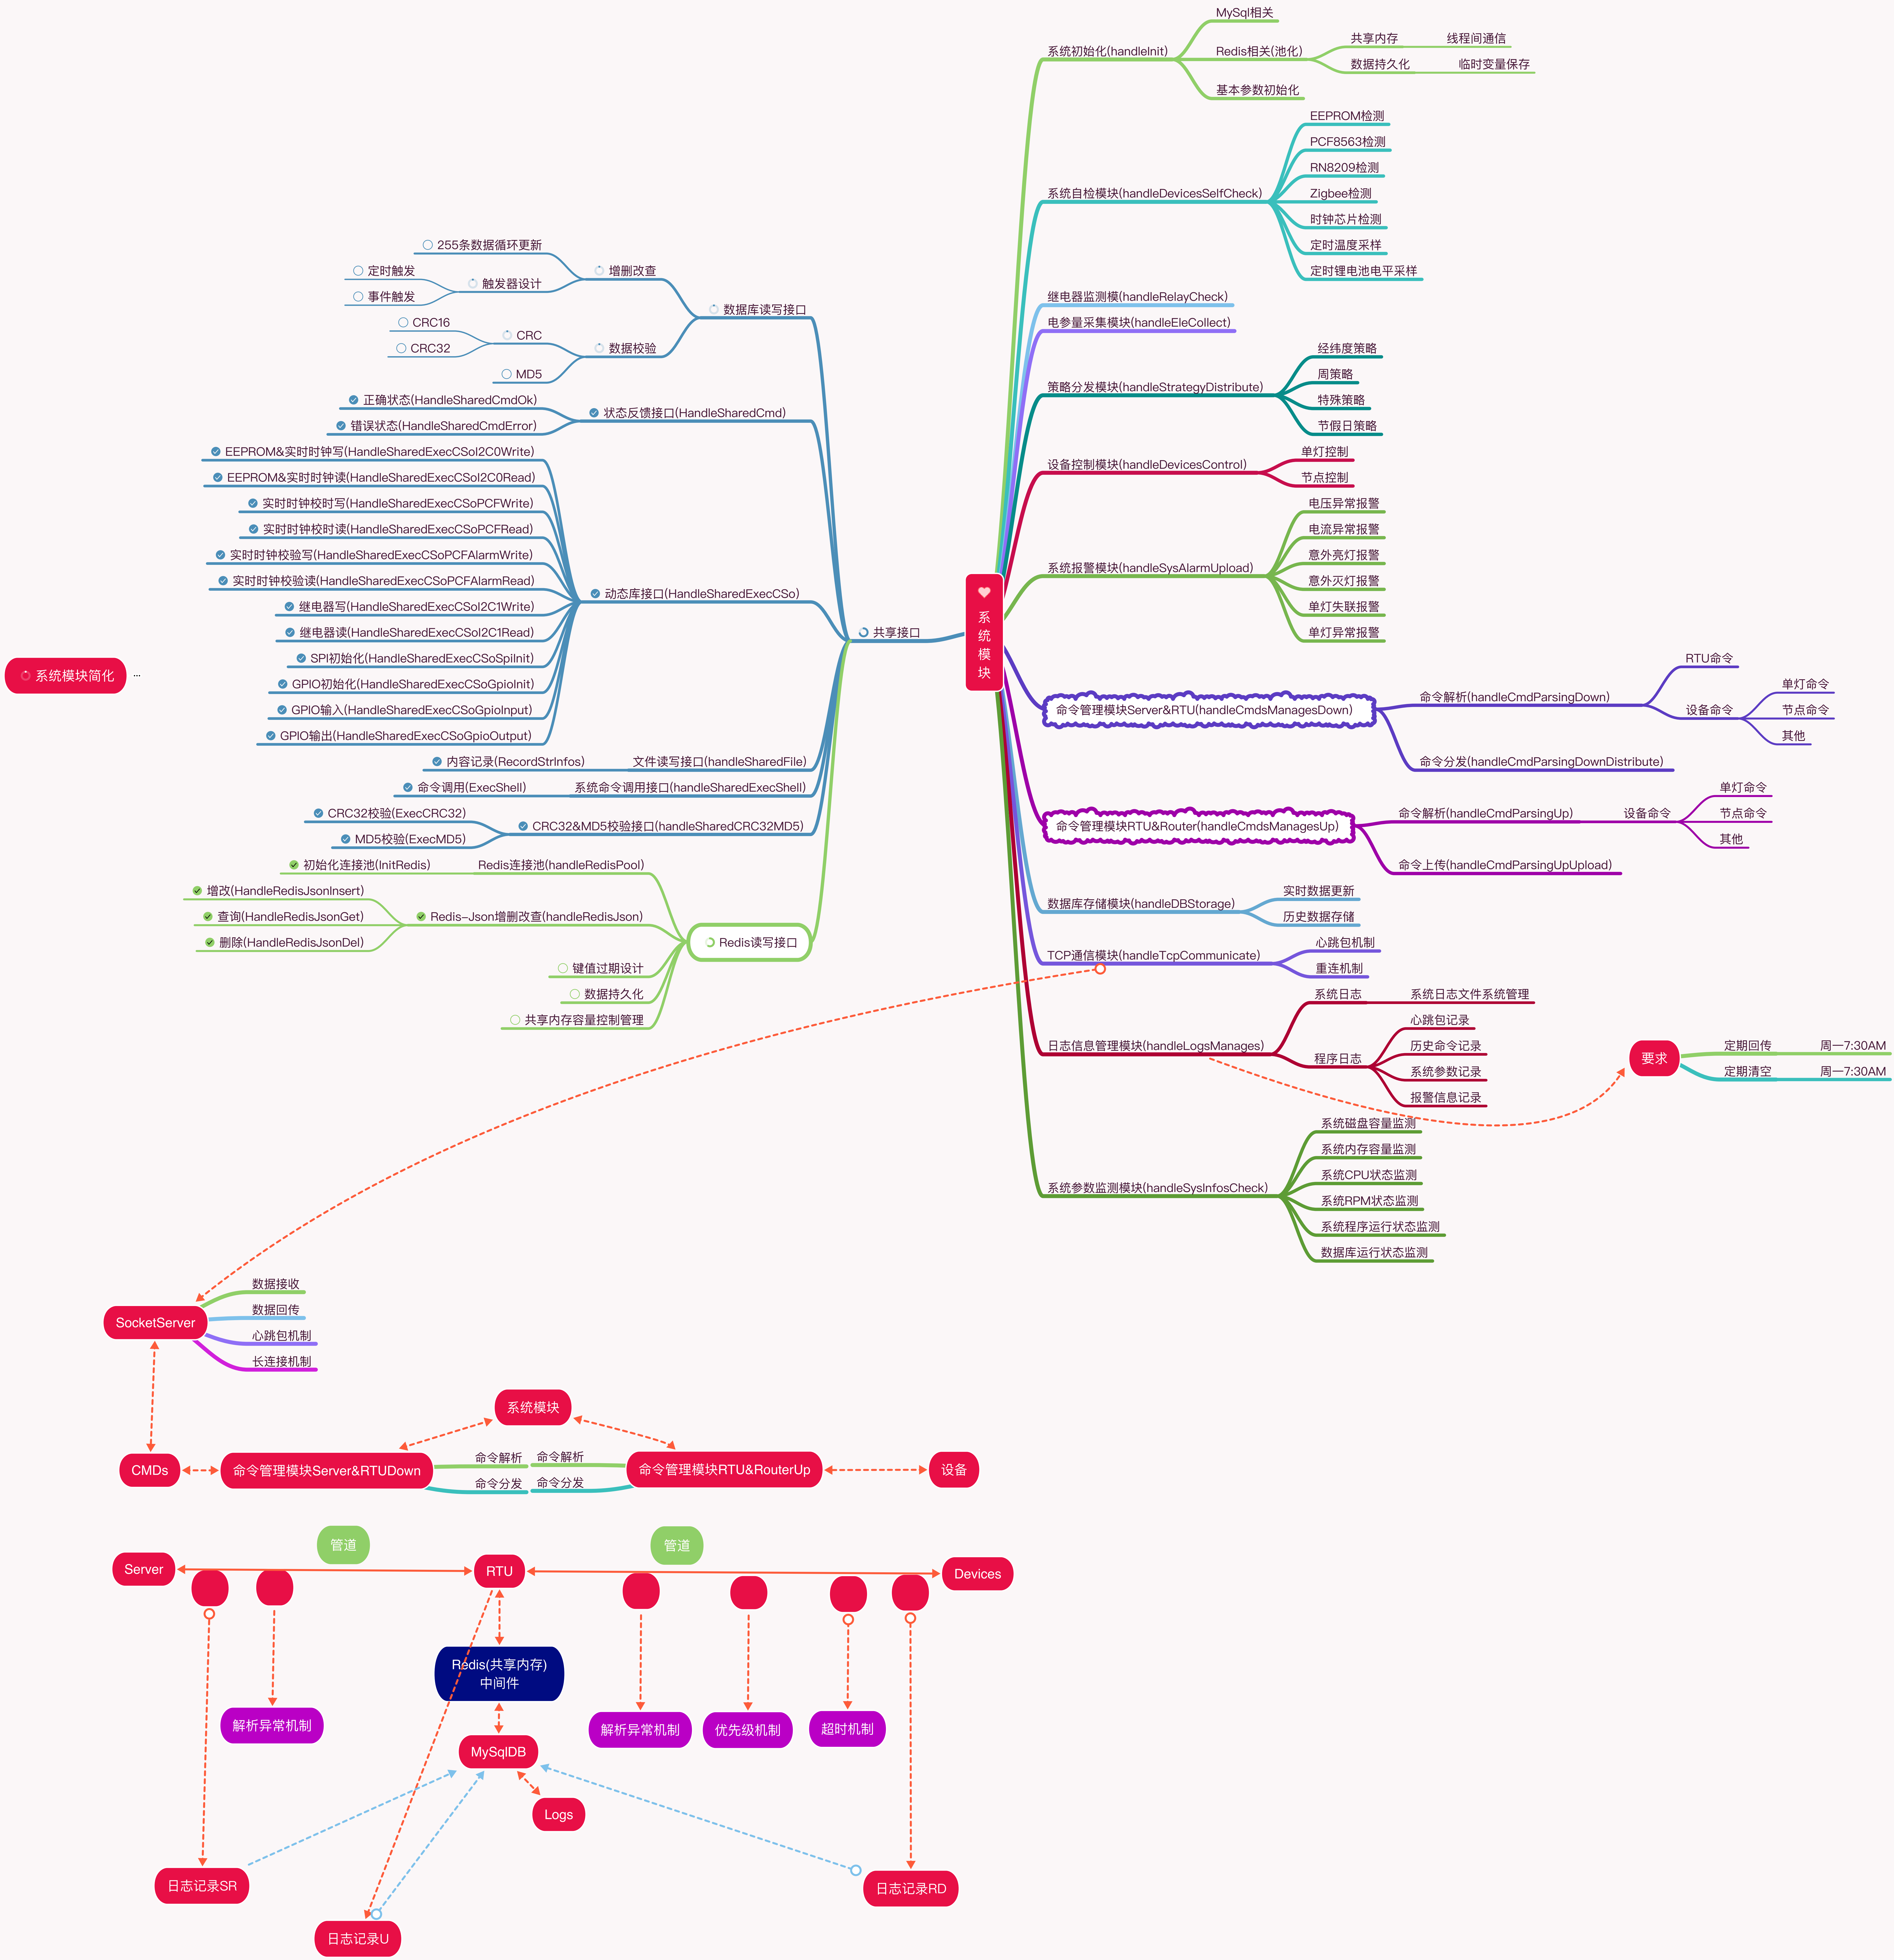 MySql相关
系统初始化(handleInit)
Redis相关(池化)
共享内存
线程间通信
数据持久化
临时变量保存
基本参数初始化
EEPROM检测
PCF8563检测
RN8209检测
系统自检模块(handleDevicesSelfCheck)
Zigbee检测
时钟芯片检测
定时温度采样
定时锂电池电平采样
继电器监测模(handleRelayCheck)
电参量采集模块(handleEleCollect)
经纬度策略
周策略
策略分发模块(handleStrategyDistribute)
特殊策略
节假日策略
设备控制模块(handleDevicesControl)
单灯控制
节点控制
电压异常报警
电流异常报警
意外亮灯报警
系统报警模块(handleSysAlarmUpload)
意外灭灯报警
单灯失联报警
单灯异常报警
系统模块
命令管理模块Server&RTU(handleCmdsManagesDown)
命令解析(handleCmdParsingDown)
RTU命令
设备命令
单灯命令
节点命令
其他
命令分发(handleCmdParsingDownDistribute)
命令管理模块RTU&Router(handleCmdsManagesUp)
命令解析(handleCmdParsingUp)
设备命令
单灯命令
节点命令
其他
命令上传(handleCmdParsingUpUpload)
数据库存储模块(handleDBStorage)
实时数据更新
历史数据存储
TCP通信模块(handleTcpCommunicate)
心跳包机制
重连机制
日志信息管理模块(handleLogsManages)
系统日志
系统日志文件系统管理
程序日志
心跳包记录
历史命令记录
系统参数记录
报警信息记录
要求
定期回传
周一7:30AM
定期清空
周一7:30AM
系统参数监测模块(handleSysInfosCheck)
系统磁盘容量监测
系统内存容量监测
系统CPU状态监测
系统RPM状态监测
系统程序运行状态监测
数据库运行状态监测
共享接口
数据库读写接口
增删改查
255条数据循环更新
触发器设计
定时触发
事件触发
数据校验
CRC
CRC16
CRC32
MD5
状态反馈接口(HandleSharedCmd)
正确状态(HandleSharedCmdOk)
错误状态(HandleSharedCmdError)
动态库接口(HandleSharedExecCSo)
EEPROM&实时时钟写(HandleSharedExecCSoI2C0Write)
EEPROM&实时时钟读(HandleSharedExecCSoI2C0Read)
实时时钟校时写(HandleSharedExecCSoPCFWrite)
实时时钟校时读(HandleSharedExecCSoPCFRead)
实时时钟校验写(HandleSharedExecCSoPCFAlarmWrite)
实时时钟校验读(HandleSharedExecCSoPCFAlarmRead)
继电器写(HandleSharedExecCSoI2C1Write)
继电器读(HandleSharedExecCSoI2C1Read)
SPI初始化(HandleSharedExecCSoSpiInit)
GPIO初始化(HandleSharedExecCSoGpioInit)
GPIO输入(HandleSharedExecCSoGpioInput)
GPIO输出(HandleSharedExecCSoGpioOutput)
文件读写接口(handleSharedFile)
内容记录(RecordStrInfos)
系统命令调用接口(handleSharedExecShell)
命令调用(ExecShell)
CRC32&MD5校验接口(handleSharedCRC32MD5)
CRC32校验(ExecCRC32)
MD5校验(ExecMD5)
Redis读写接口
Redis连接池(handleRedisPool)
初始化连接池(InitRedis)
Redis-Json增删改查(handleRedisJson)
增改(HandleRedisJsonInsert)
查询(HandleRedisJsonGet)
删除(HandleRedisJsonDel)
键值过期设计
数据持久化
共享内存容量控制管理
系统模块简化
...
SocketServer
数据接收
数据回传
心跳包机制
长连接机制
系统模块
CMDs
命令管理模块Server&RTUDown
命令解析
命令分发
命令解析
命令分发
命令管理模块RTU&RouterUp
设备
管道
管道
Server
RTU
Devices
Redis(共享内存)
中间件
解析异常机制
解析异常机制
优先级机制
超时机制
MySqlDB
Logs
日志记录SR
日志记录RD
日志记录U